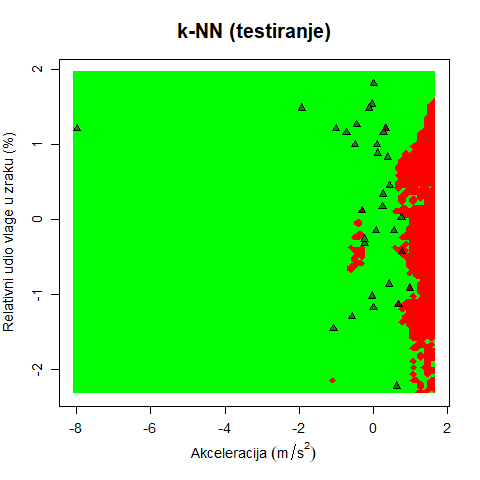 k-NN (testiranje)
Relativni udio vlage u zraku (%)
2
1
0
-1
-2
-8 -6 -4 -2 0 2
Akceleracija (m/s²)